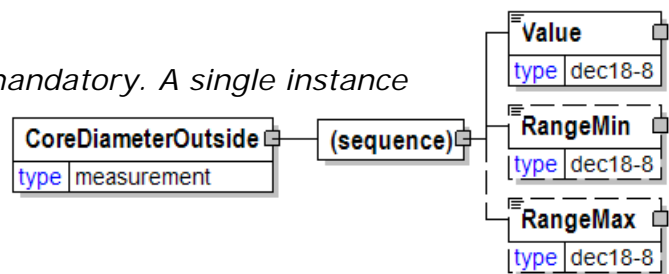 Value
type dec18-8
mandatory. A single instance
RangeMin
CoreDiameterOutside (sequence)
type dec18-8
type measurement
RangeMax
type dec18-8